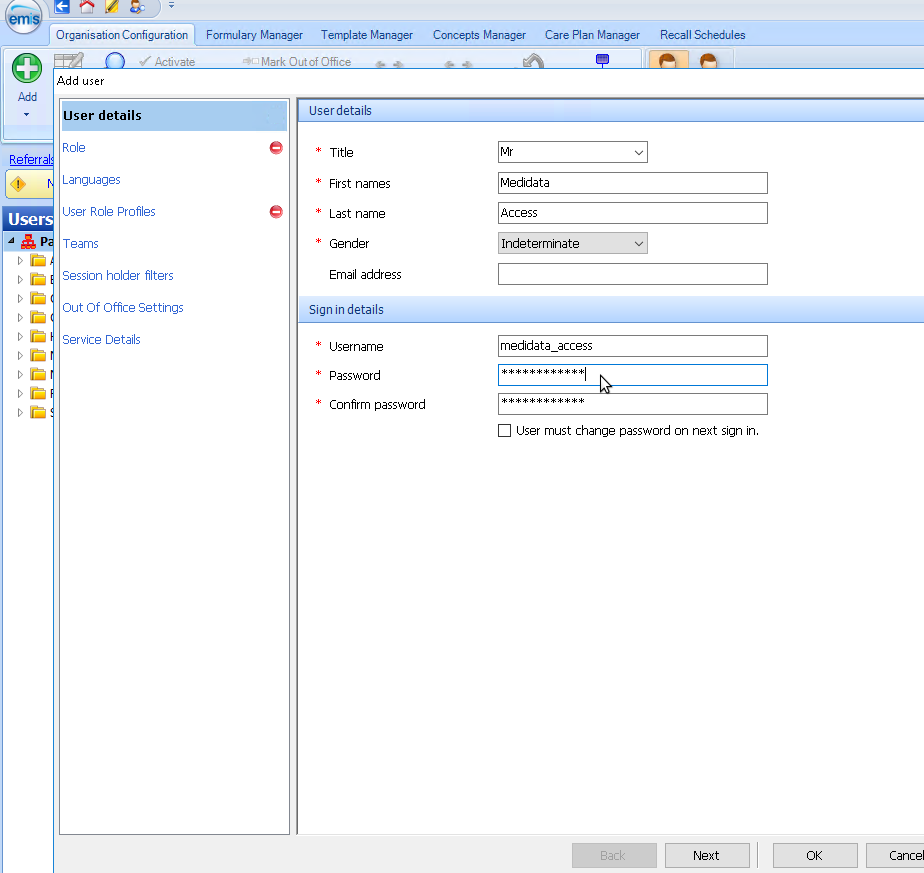 emis
Organisation Configuration Formulary Manager Template Manager Concepts Manager Care Plan Manager Recall Schedules
Add
Activate
Mark Out of Office
Add user
Referrals
Users
User details
Role
Languages
User Role Profiles
Teams
Session holder filters
Out Of Office Settings
Service Details
User details
* Title Mr
* First names Medidata
* Last name Access
* Gender Indeterminate
Email address
Sign in details
* Username medidata_access
* Password ************
* Confirm password ************
User must change password on next sign in.
Back Next OK Cancel